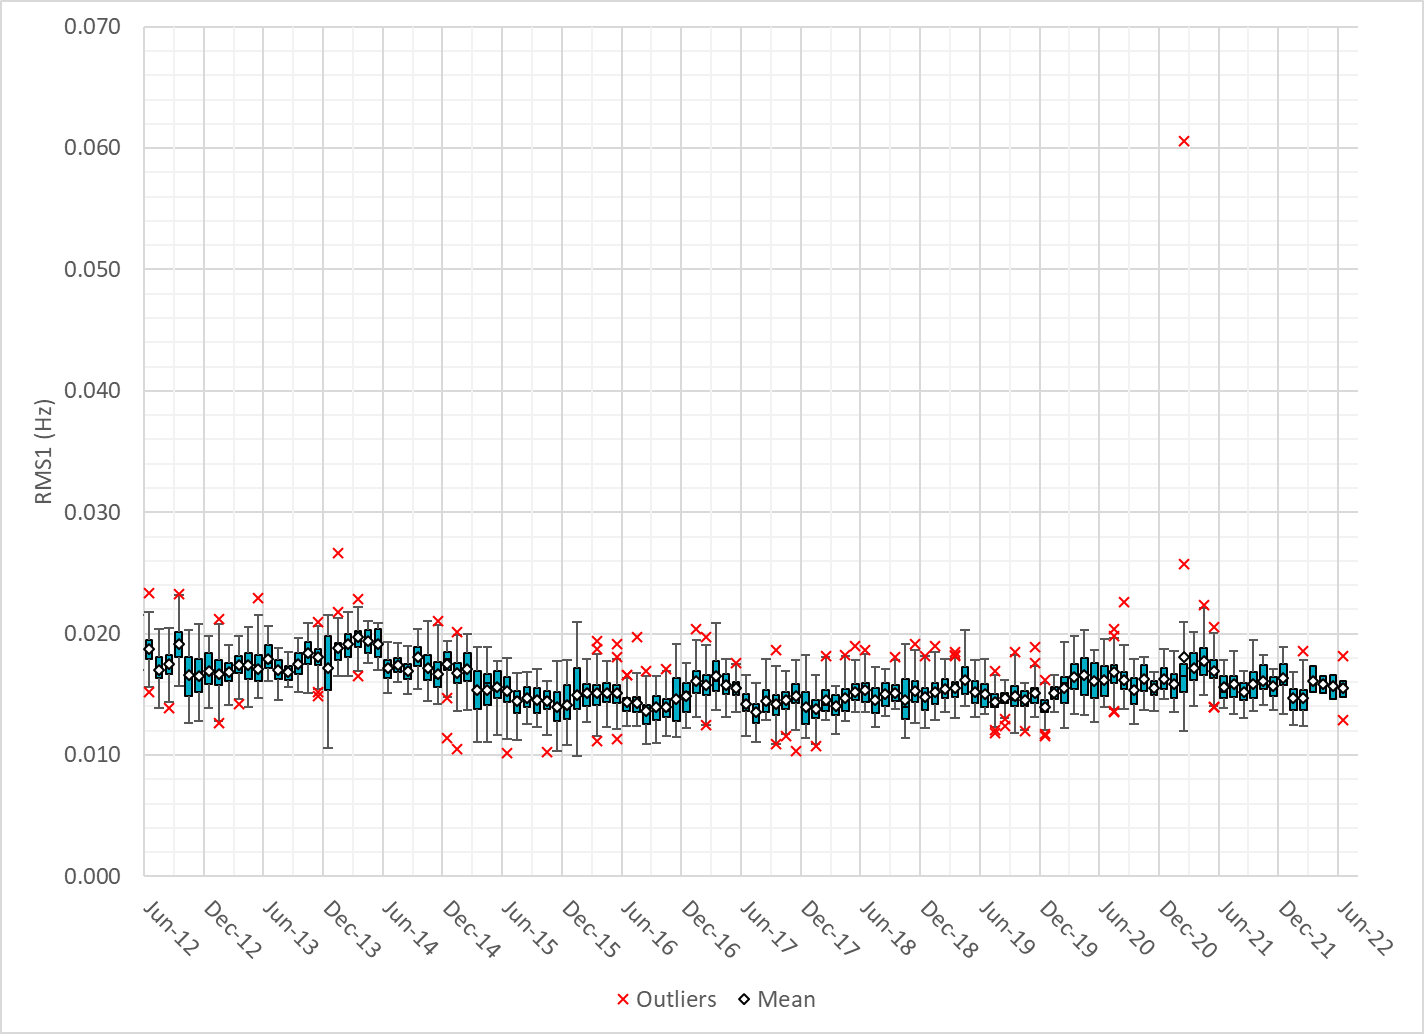 0.070
0.060
0.050
0.040
0.030
0.020
0.010
0.000
RMS1 (Hz)
Jun-12
Dec-12
Jun-13
Dec-13
Jun-14
Dec-14
Jun-15
Dec-15
Jun-16
Dec-16
Jun-17
Dec-17
Jun-18
Dec-18
Jun-19
Dec-19
Jun-20
Dec-20
Jun-21
Dec-21
Jun-22
Outliers Mean